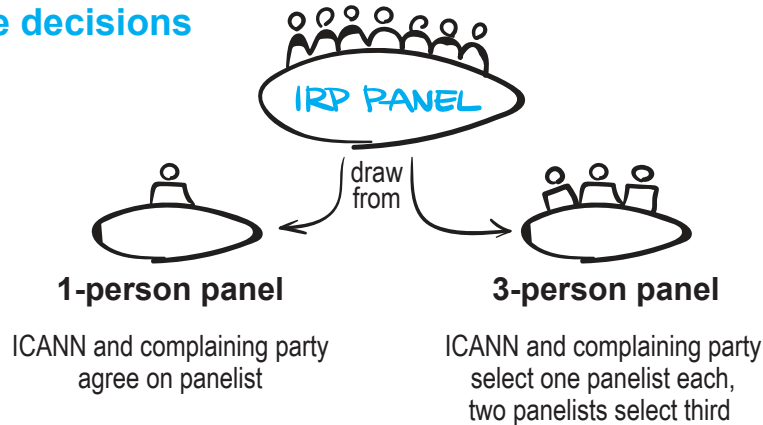 e decisions
IRP PANEL
draw
from
1-person panel
ICANN and complaining party
agree on panelist
3-person panel
ICANN and complaining party
select one panelist each,
two panelists select third